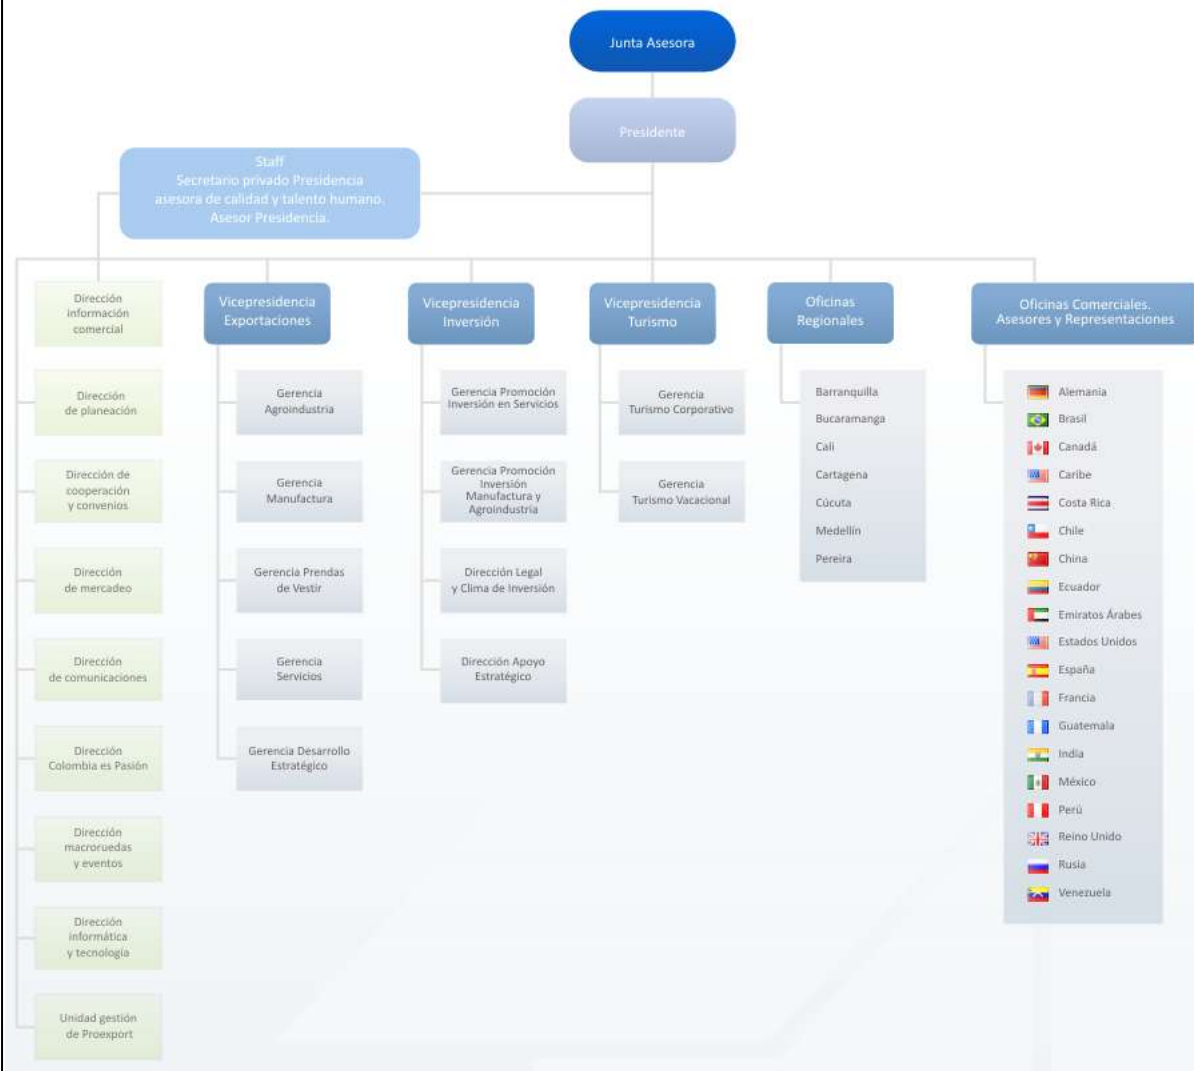 Junta Asesora
Presidente
Staff
Secretario privado Presidencia
asesora de calidad y talento humano.
Asesor Presidencia.
Dirección
información
comercial
Dirección
de planeación
Dirección de
cooperación
y convenios
Dirección
de mercadeo
Dirección
de comunicaciones
Dirección
Colombia es Pasión
Dirección
macroruedas
y eventos
Dirección
informática
y tecnología
Unidad gestión
de Proexport
Vicepresidencia
Exportaciones
Gerencia
Agroindustria
Gerencia
Manufactura
Gerencia Prendas
de Vestir
Gerencia
Servicios
Gerencia Desarrollo
Estratégico
Vicepresidencia
Inversión
Gerencia Promoción
Inversión en Servicios
Gerencia Promoción
Inversión
Manufactura y
Agroindustria
Dirección Legal
y Clima de Inversión
Dirección Apoyo
Estratégico
Vicepresidencia
Turismo
Gerencia
Turismo Corporativo
Gerencia
Turismo Vacacional
Oficinas
Regionales
Barranquilla
Bucaramanga
Cali
Cartagena
Cúcuta
Medellín
Pereira
Oficinas Comerciales.
Asesores y Representaciones
Alemania
Brasil
Canadá
Caribe
Costa Rica
Chile
China
Ecuador
Emiratos Árabes
Estados Unidos
España
Francia
Guatemala
India
México
Perú
Reino Unido
Rusia
Venezuela